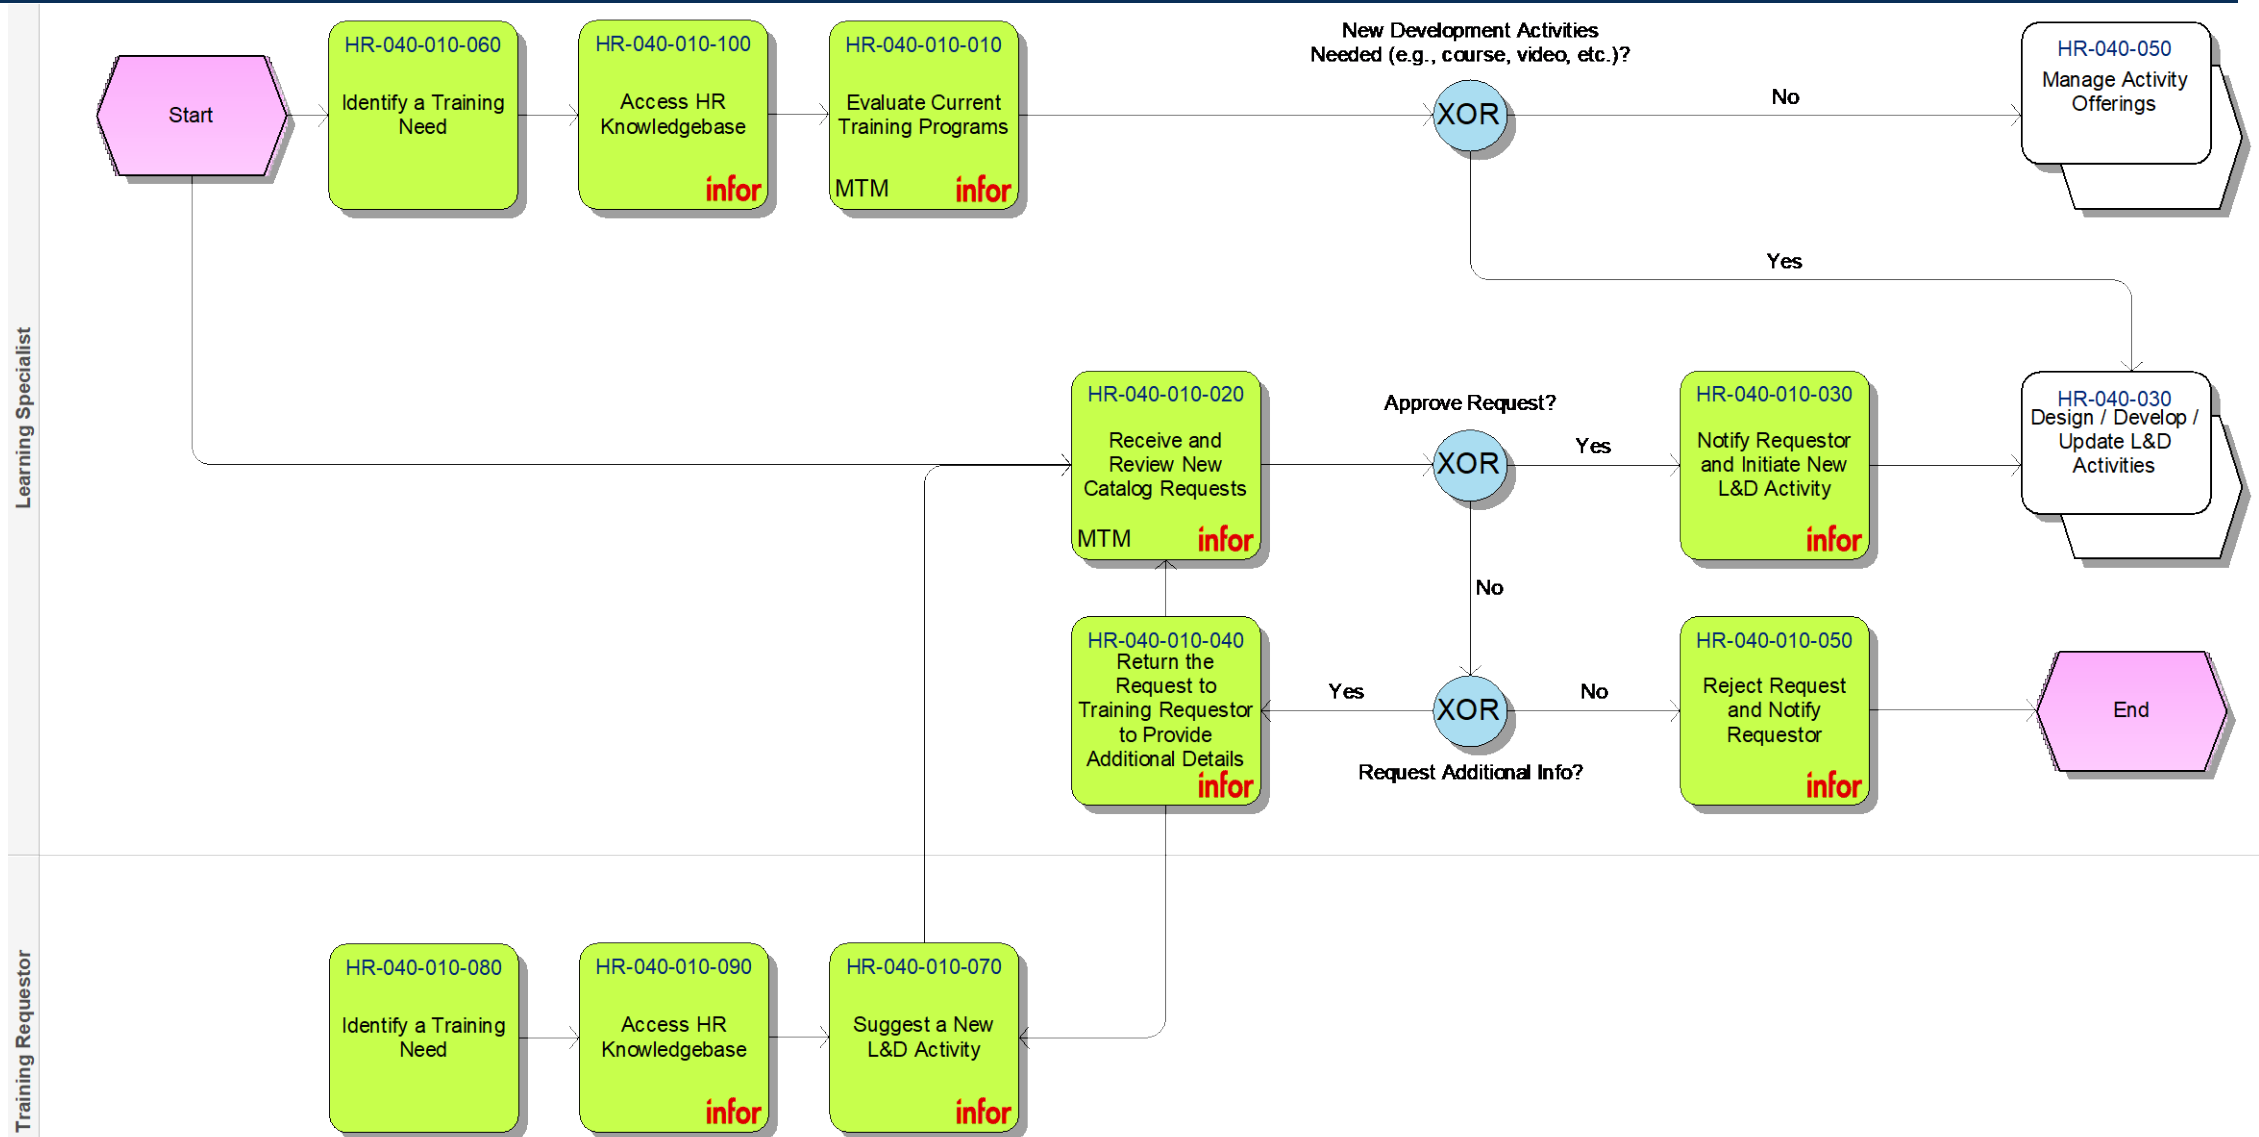 Learning Specialist
Start
HR-040-010-060
Identify a Training
Need
HR-040-010-100
Access HR
Knowledgebase
infor
HR-040-010-010
Evaluate Current
Training Programs
MTM
infor
New Development Activities
Needed (e.g., course, video, etc.)?
XOR
No
Yes
HR-040-050
Manage Activity
Offerings
HR-040-010-020
Receive and
Review New
Catalog Requests
MTM
infor
Approve Request?
XOR
Yes
No
HR-040-010-030
Notify Requestor
and Initiate New
L&D Activity
infor
HR-040-030
Design / Develop /
Update L&D
Activities
HR-040-010-040
Return the
Request to
Training Requestor
to Provide
Additional Details
infor
Yes
XOR
No
Request Additional Info?
HR-040-010-050
Reject Request
and Notify
Requestor
infor
End
Training Requestor
HR-040-010-080
Identify a Training
Need
HR-040-010-090
Access HR
Knowledgebase
infor
HR-040-010-070
Suggest a New
L&D Activity
infor